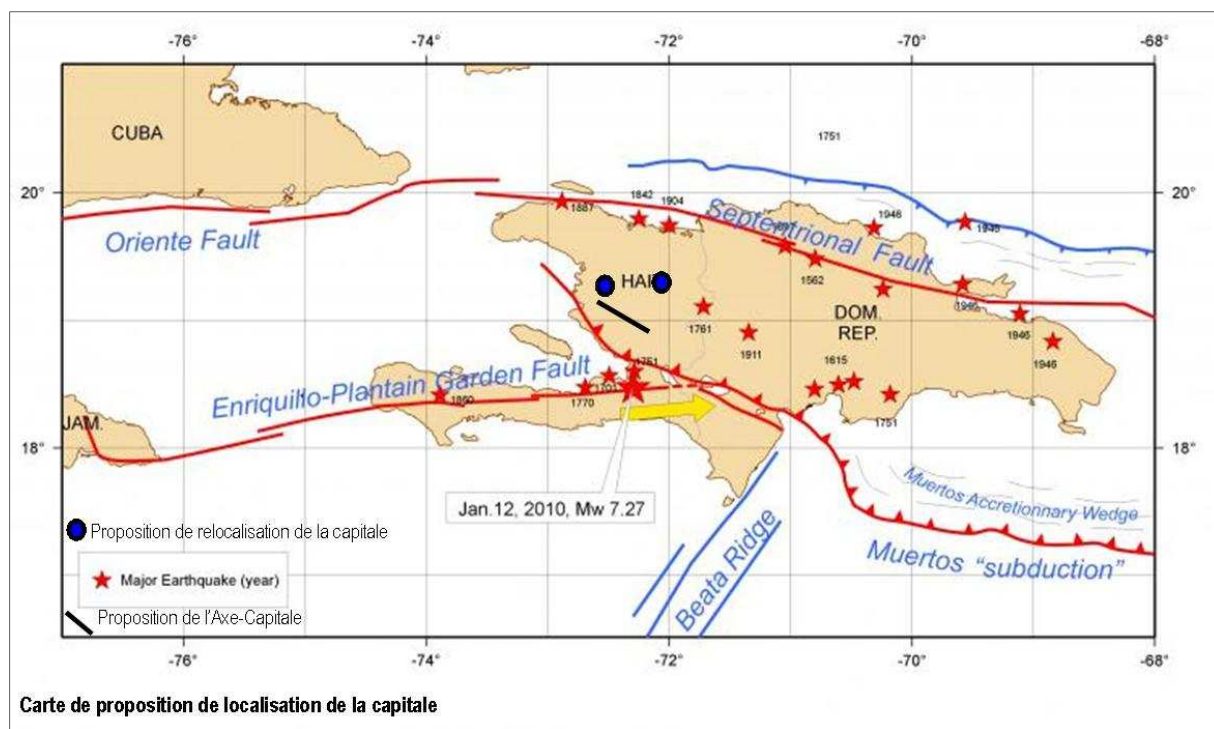 -76°
-74°
-72°
-70°
-68°
CUBA
1751
20°
20°
1842
1904
1887
1946
1946
Oriente Fault
Septentrional Fault
HAI
1562
1946
1761
DOM.
REP.
1911
1946
1946
1751
1615
Enriquillo-Plantain Garden Fault
1860
1770
1701
1751
JAM.
18°
18°
Jan.12, 2010, Mw 7.27
Muertos Accretionnary Wedge
Proposition de relocalisation de la capitale
Major Earthquake (year)
Beata Ridge
Muertos "subduction"
Proposition de l'Axe-Capitale
-76°
-74°
-72°
-70°
-68°
Carte de proposition de localisation de la capitale